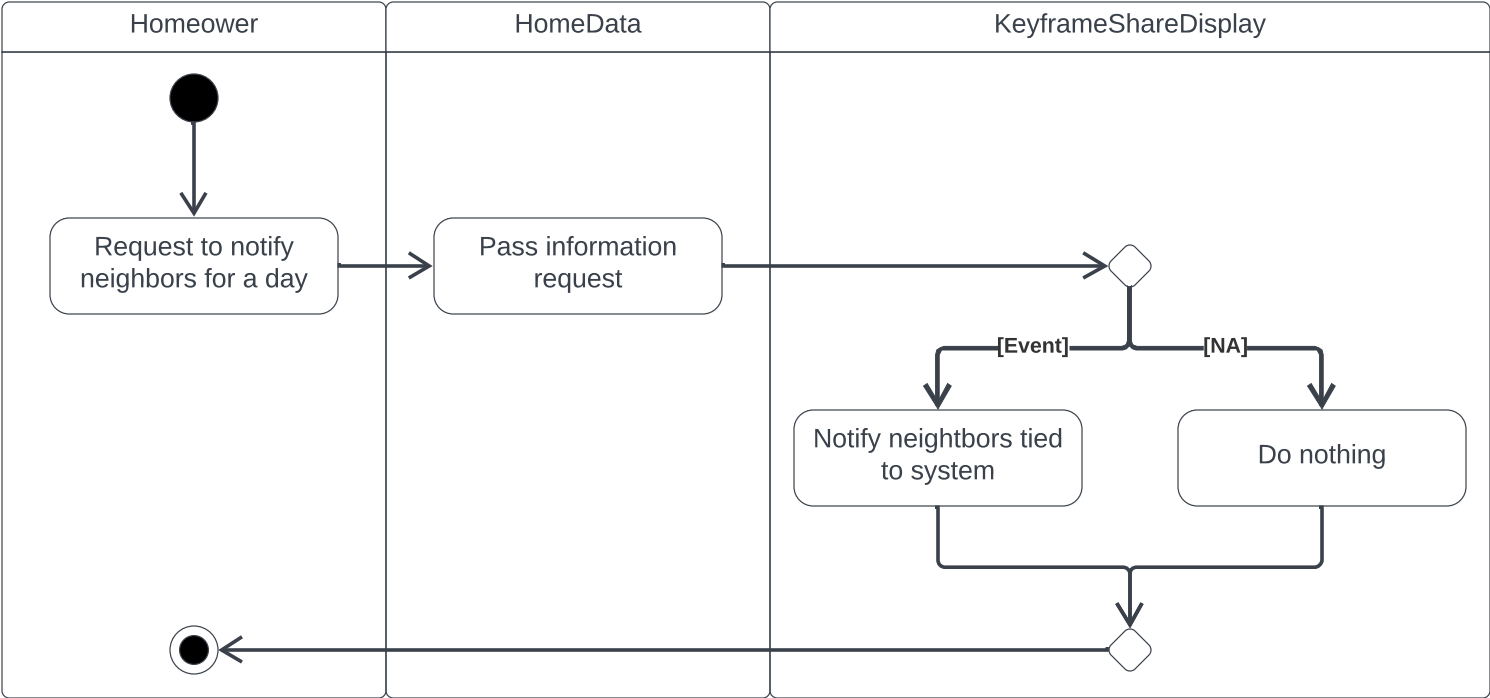 Homeower
HomeData
KeyframeShareDisplay
Request to notify
neighbors for a day
Pass information
request
[Event]
[NA]
Notify neightbors tied
to system
Do nothing